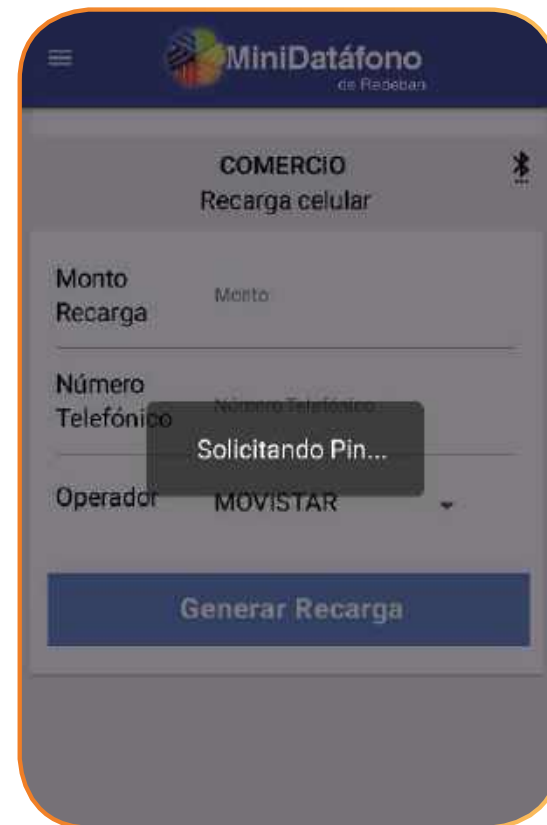 MiniDatáfono
de Redeban
COMERCIO
Recarga celular
Monto
Recarga
Monto
Número
Telefónico
Número Telefónico
Solicitando Pin...
Operador
MOVISTAR
Generar Recarga